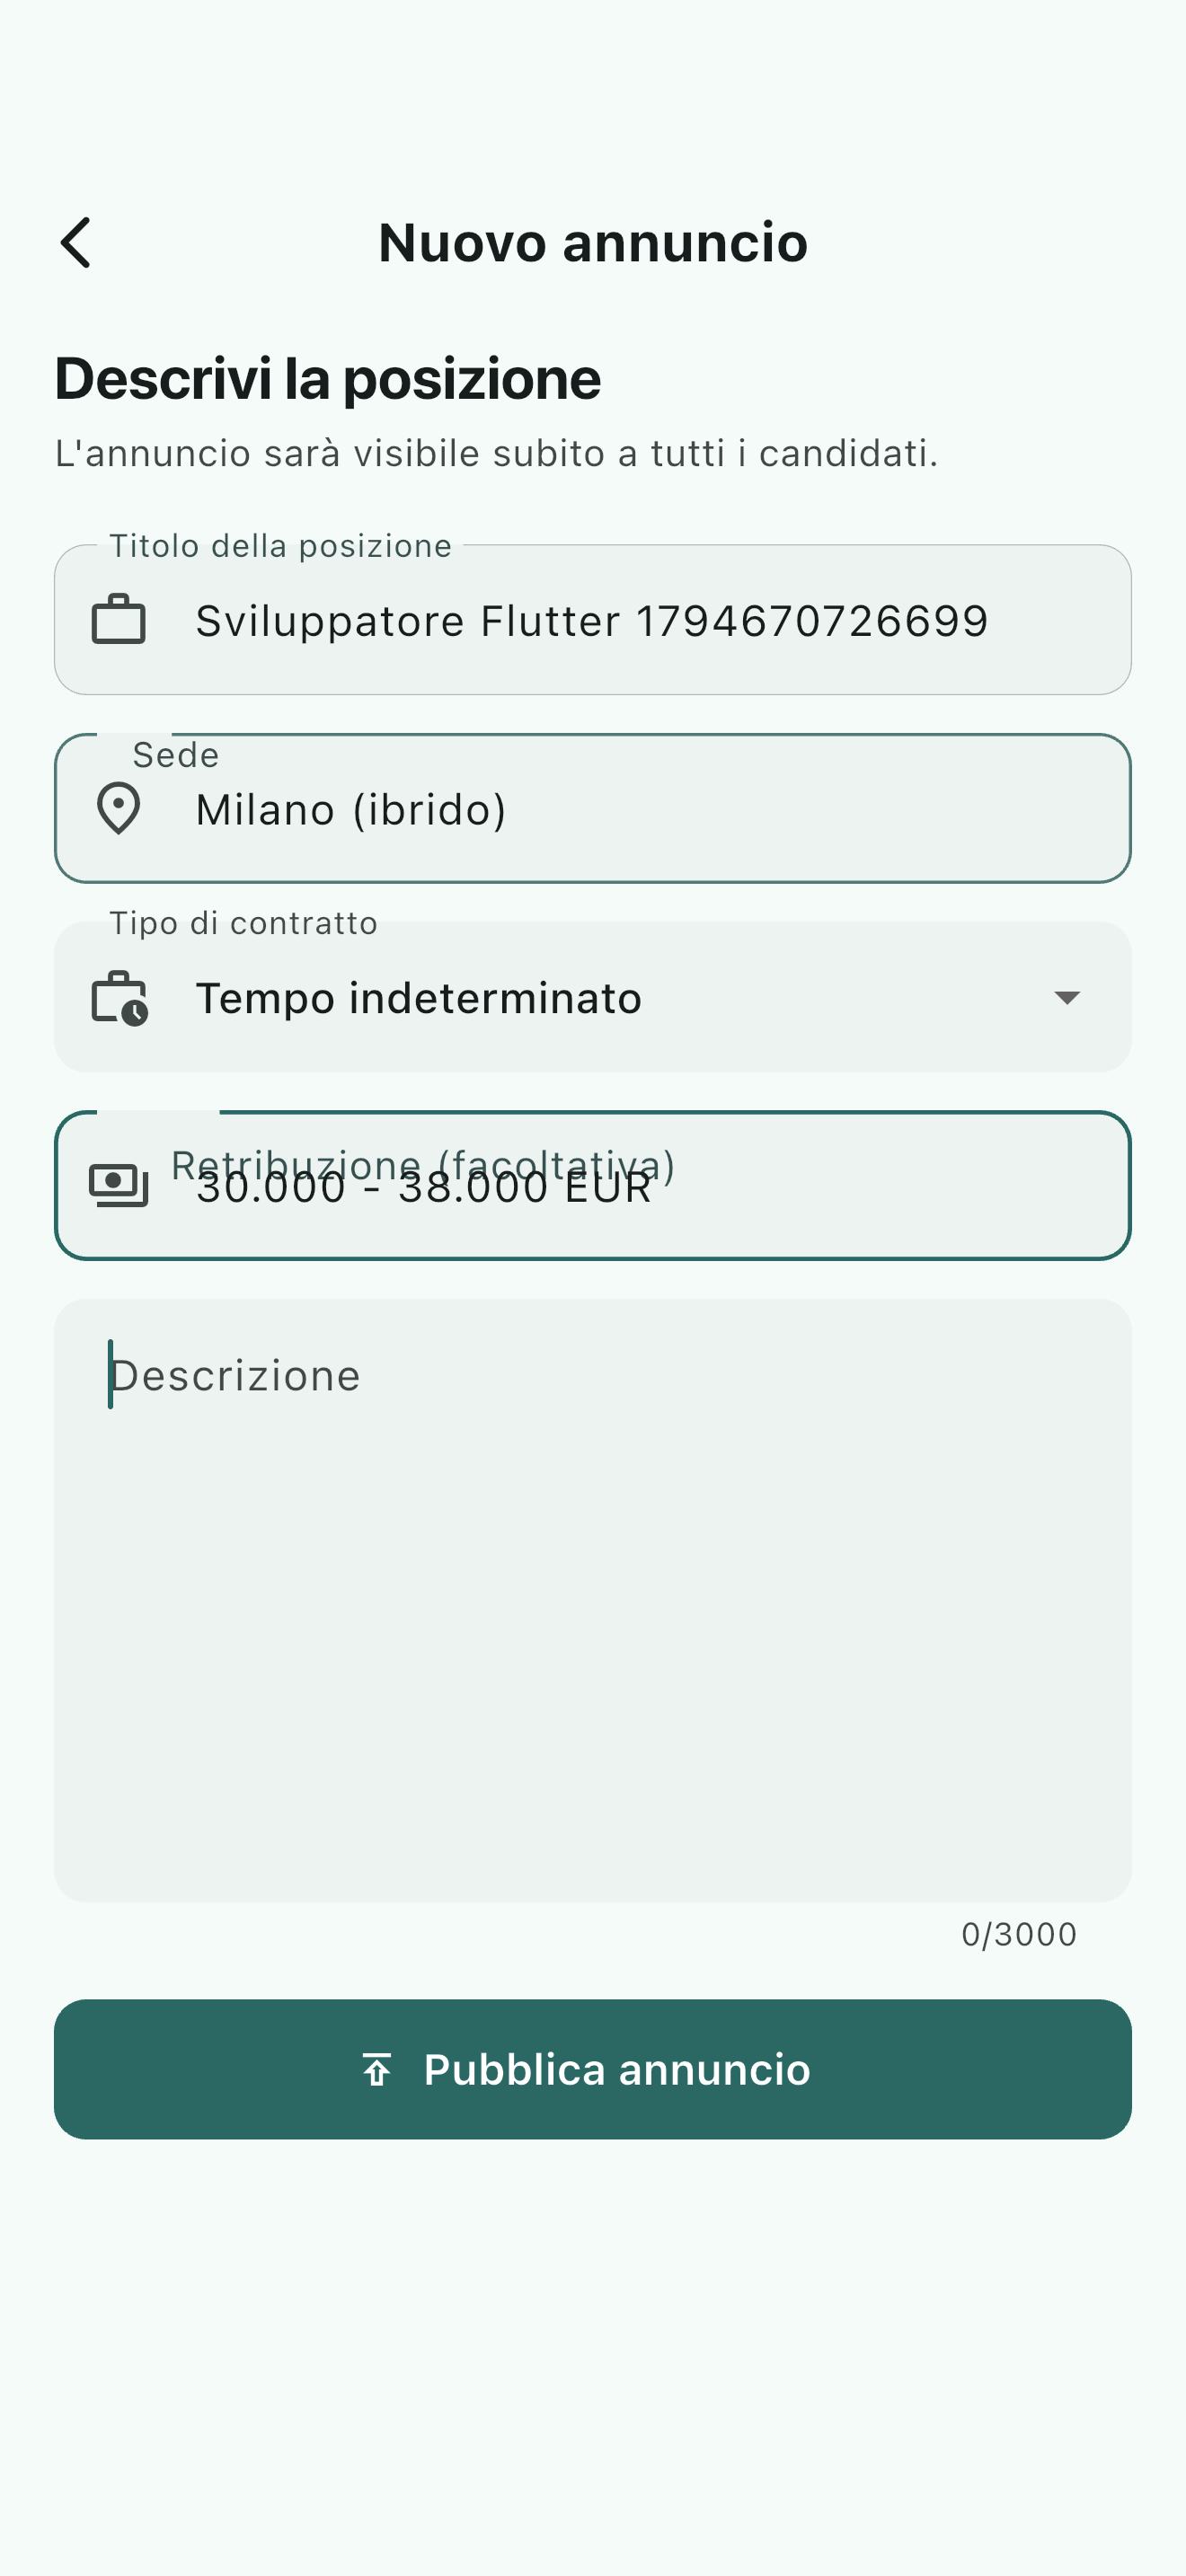 Nuovo annuncio
Descrivi la posizione
L'annuncio sarà visibile subito a tutti i candidati.
Titolo della posizione
Sviluppatore Flutter 1794670726699
Sede
Milano (ibrido)
Tipo di contratto
Tempo indeterminato
Retribuzione (facoltativa)
30.000 - 38.000 EUR
Descrizione
0/3000
Pubblica annuncio